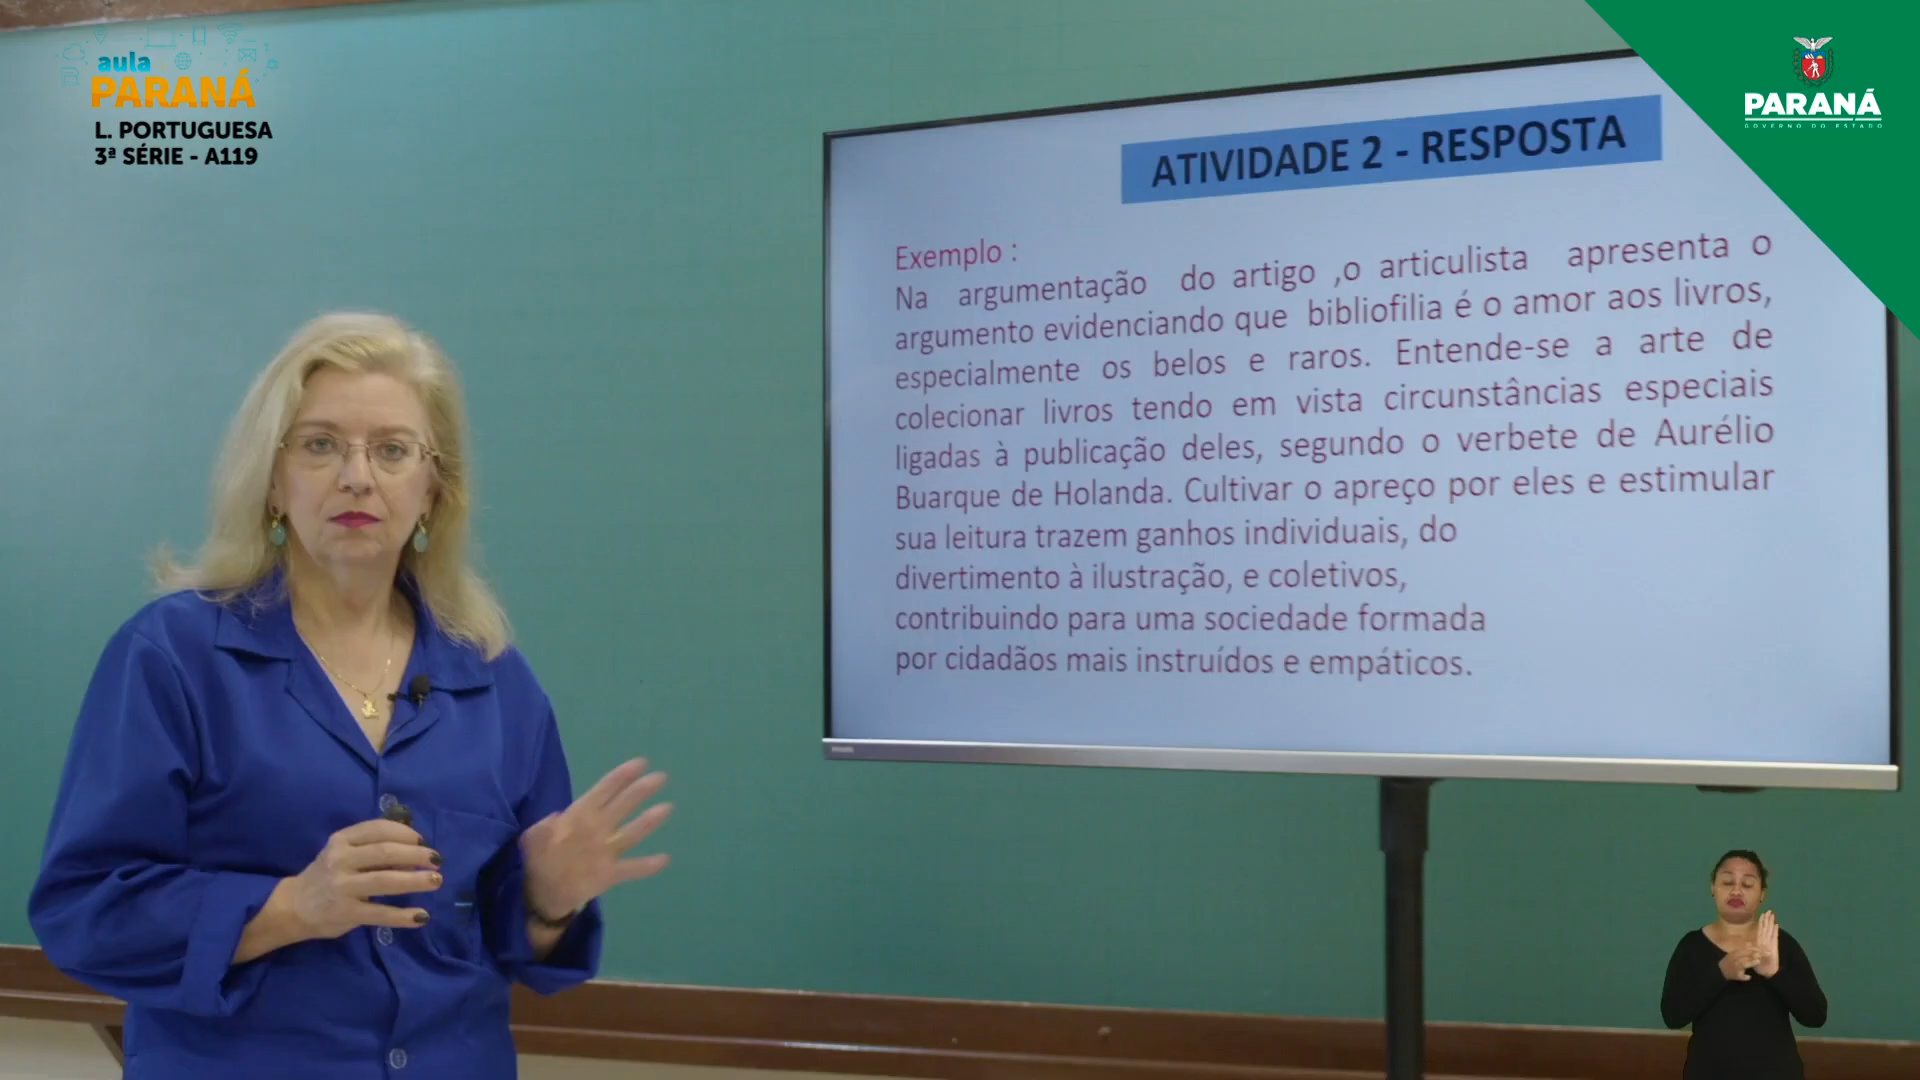 aula
PARANÁ
L. PORTUGUESA
3ª SÉRIE - A119
PARANÁ
GOVERNO DO ESTADO
ATIVIDADE 2 - RESPOSTA
Exemplo :
Na argumentação do artigo ,o articulista apresenta o
argumento evidenciando que bibliofilia é o amor aos livros,
especialmente os belos e raros. Entende-se a arte de
colecionar livros tendo em vista circunstâncias especiais
ligadas à publicação deles, segundo o verbete de Aurélio
Buarque de Holanda. Cultivar o apreço por eles e estimular
sua leitura trazem ganhos individuais, do
divertimento à ilustração, e coletivos,
contribuindo para uma sociedade formada
por cidadãos mais instruídos e empáticos.